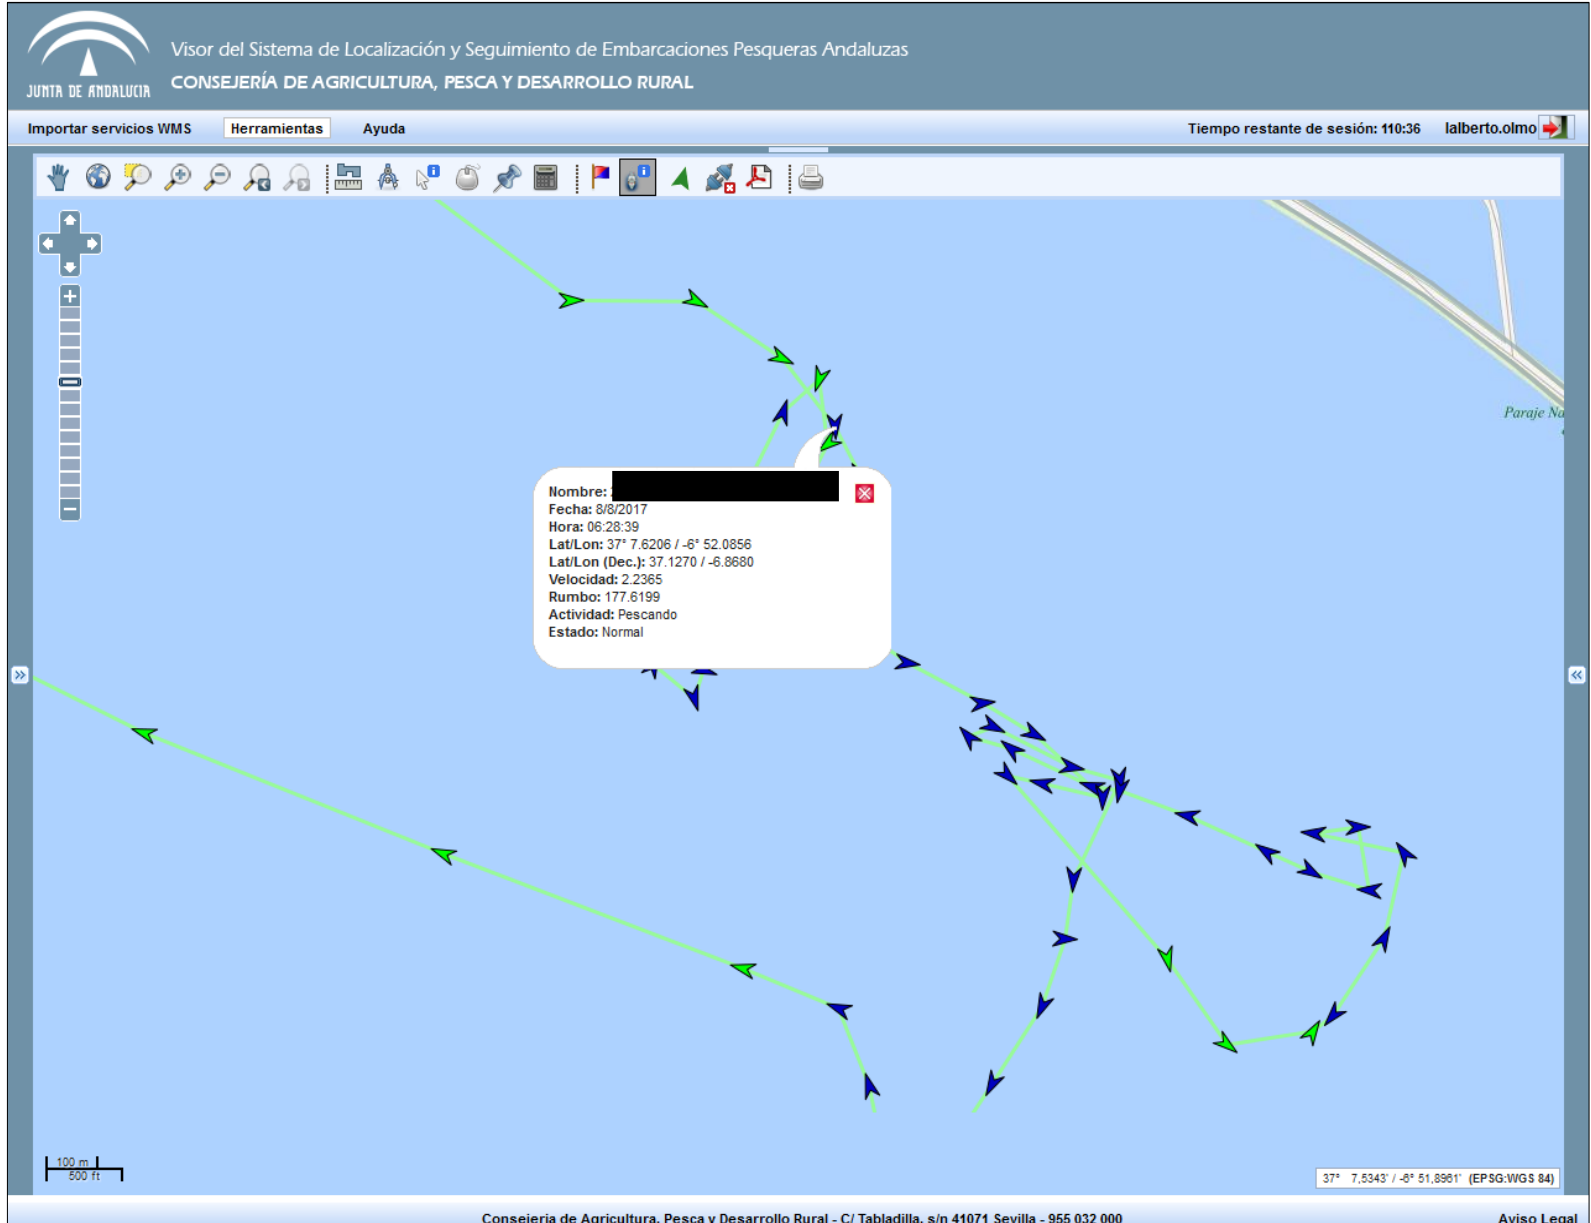 Visor del Sistema de Localización y Seguimiento de Embarcaciones Pesqueras Andaluzas
CONSEJERÍA DE AGRICULTURA, PESCA Y DESARROLLO RURAL
JUNTA DE ANDALUCIA
Importar servicios WMS Herramientas Ayuda Tiempo restante de sesión: 110:36 lalberto.olmo
Paraje Na
Nombre:
Fecha: 8/8/2017
Hora: 06:28:39
Lat/Lon: 37° 7.6206 / -6° 52.0856
Lat/Lon (Dec.): 37.1270 / -6.8680
Velocidad: 2.2365
Rumbo: 177.6199
Actividad: Pescando
Estado: Normal
100 m
500 ft
37° 7,5343' / -6° 51,8961' (EPSG:WGS 84)
Consejeria de Agricultura, Pesca y Desarrollo Rural - C/ Tabladilla, s/n 41071 Sevilla - 955 032 000 Aviso Legal